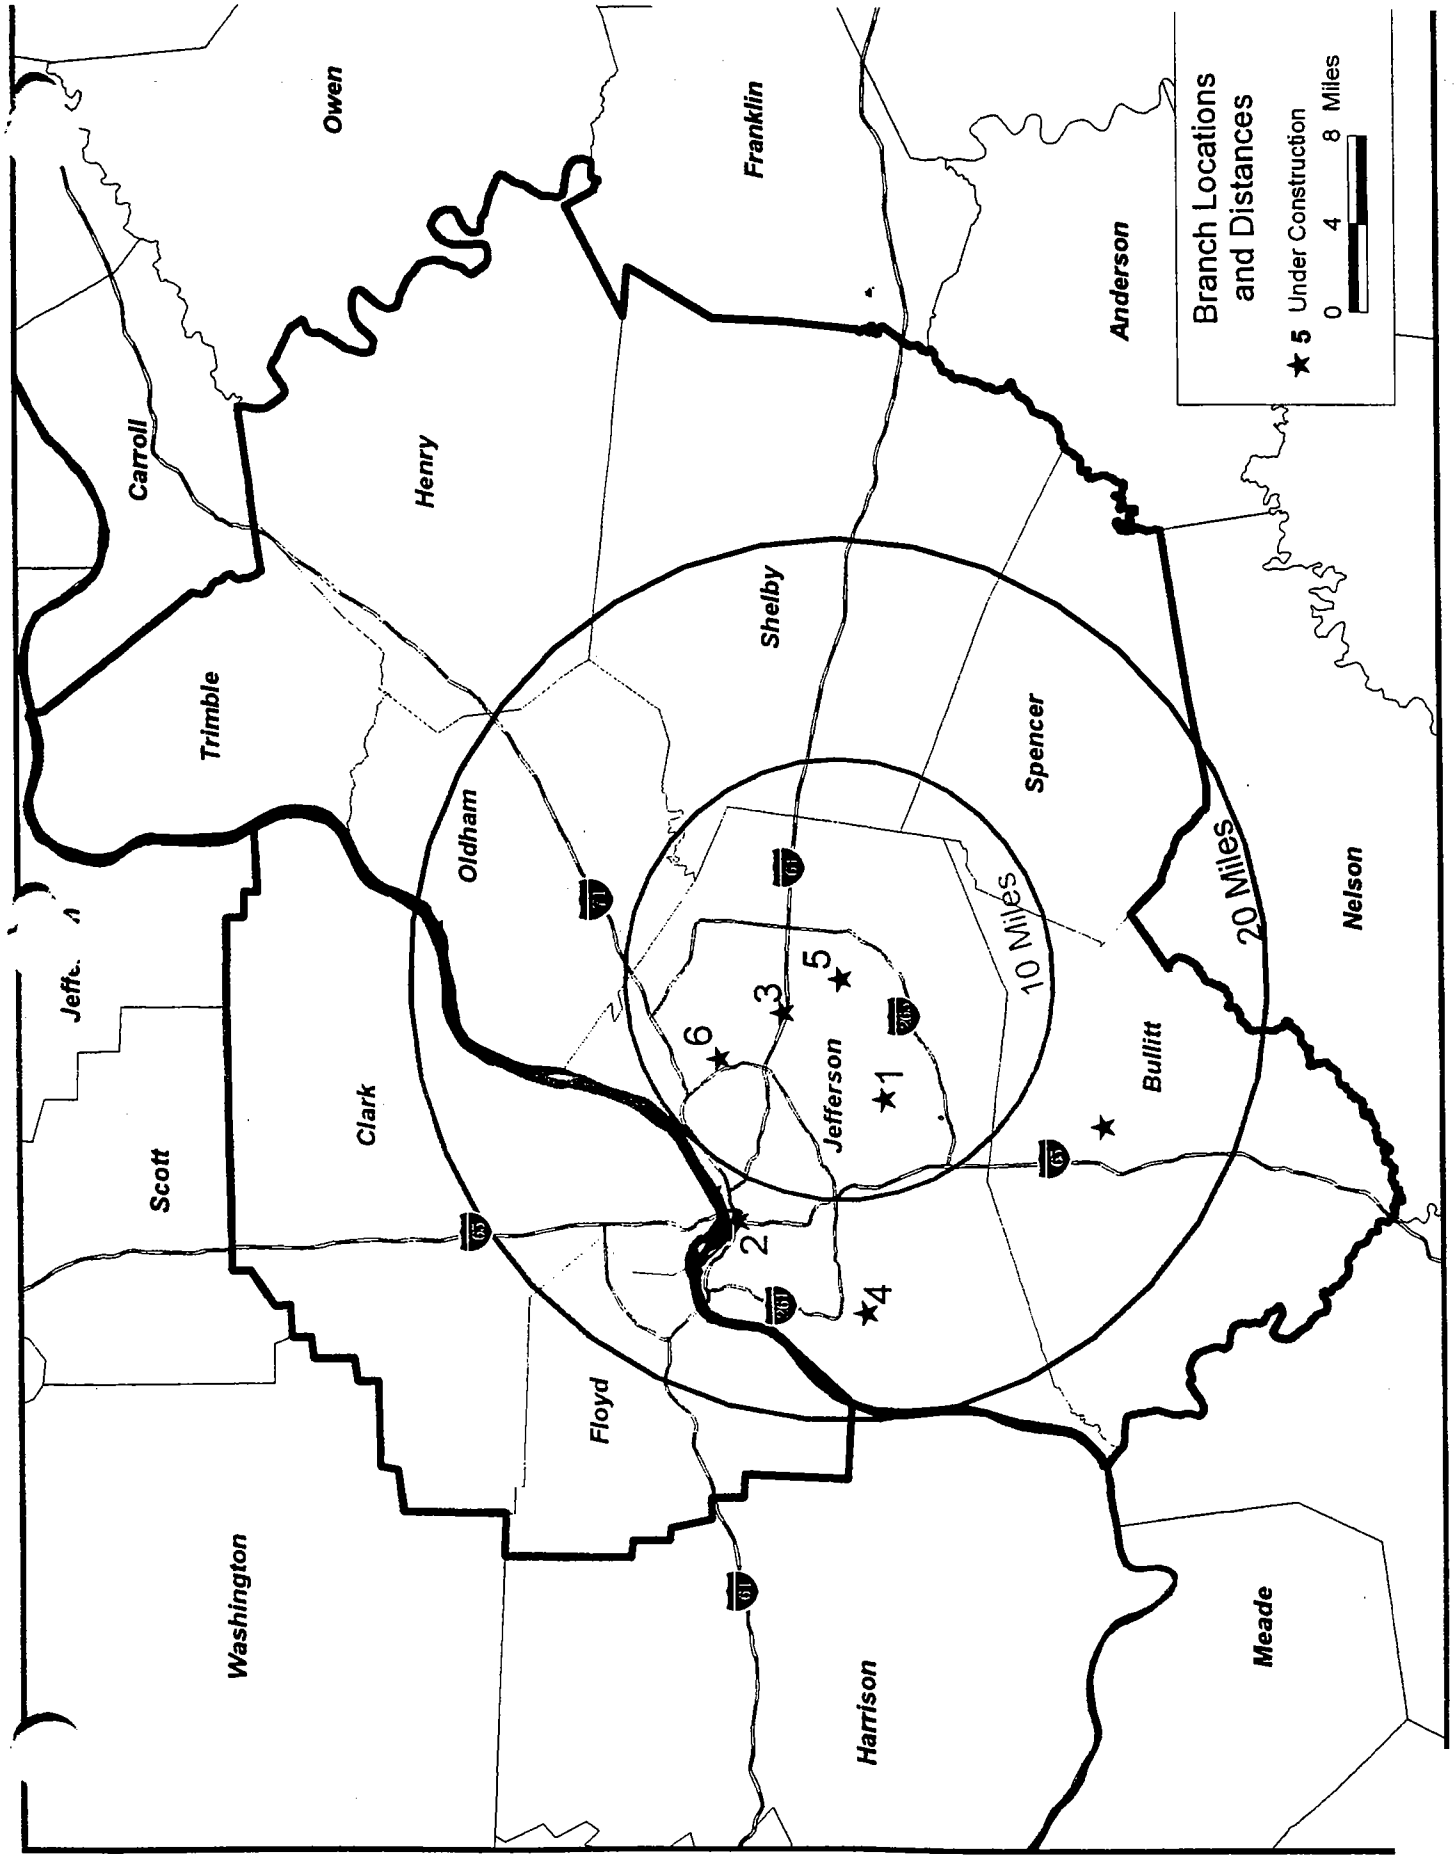 Branch Locations
and Distances
★ 5 Under Construction
0 4 8 Miles
Owen
Franklin
Anderson
Carroll
Henry
Shelby
Trimble
Spencer
Oldham
71
64
Nelson
20 Miles
10 Miles
5
3
265
6
Jefferson
1
Bullitt
Clark
Scott
65
65
2
264
4
Floyd
Washington
64
Harrison
Meade